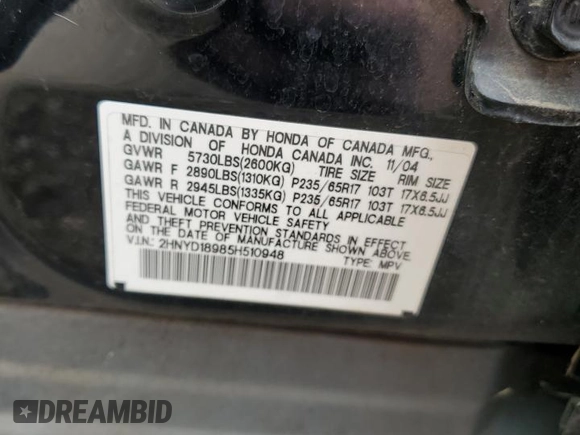 MFD. IN CANADA BY HONDA OF CANADA MFG.,
A DIVISION OF HONDA CANADA INC. 11/04
GVWR 5730LBS(2600KG) TIRE SIZE RIM SIZE
GAWR F 2890LBS(1310KG) P235/65R17 103T 17X6.5JJ
GAWR R 2945LBS(1335KG) P235/65R17 103T 17X6.5JJ
THIS VEHICLE CONFORMS TO ALL APPLICABLE
FEDERAL MOTOR VEHICLE SAFETY
AND THEFT PREVENTION STANDARDS IN EFFECT
ON THE DATE OF MANUFACTURE SHOWN ABOVE.
V.I.N.: 2HNYD18985H510948 TYPE: MPV
DREAMBID